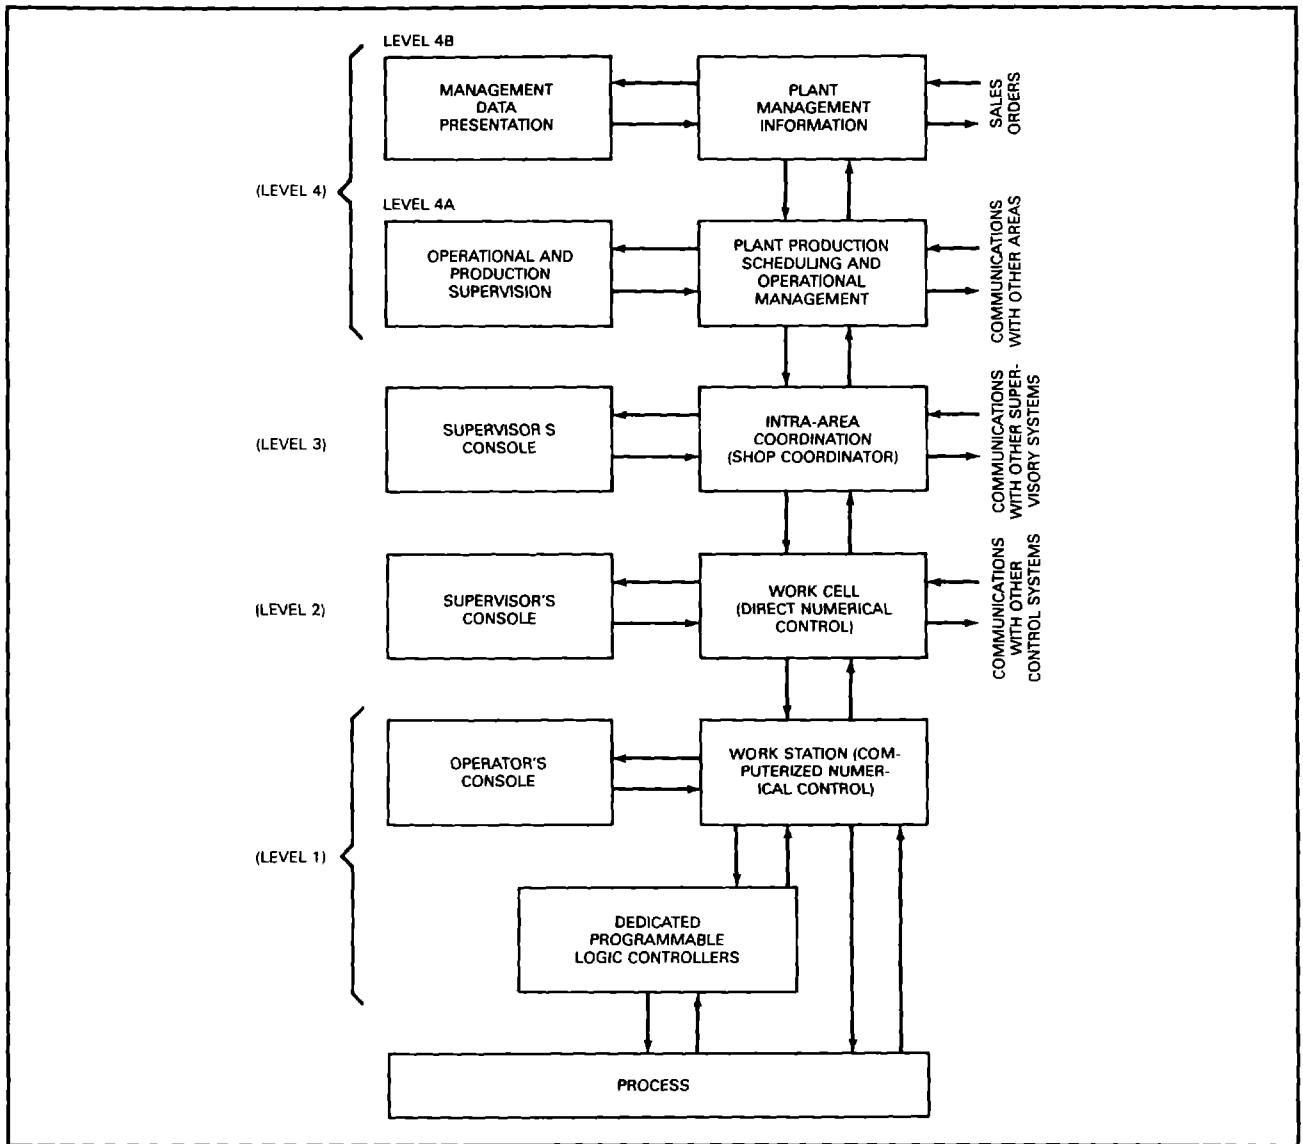 LEVEL 4B
MANAGEMENT
DATA
PRESENTATION
PLANT
MANAGEMENT
INFORMATION
SALES
ORDERS
(LEVEL 4)
LEVEL 4A
OPERATIONAL AND
PRODUCTION
SUPERVISION
PLANT PRODUCTION
SCHEDULING AND
OPERATIONAL
MANAGEMENT
COMMUNICATIONS
WITH OTHER AREAS
(LEVEL 3)
SUPERVISOR S
CONSOLE
INTRA-AREA
COORDINATION
(SHOP COORDINATOR)
COMMUNICATIONS
WITH OTHER SUPER-
VISORY SYSTEMS
(LEVEL 2)
SUPERVISOR'S
CONSOLE
WORK CELL
(DIRECT NUMERICAL
CONTROL)
COMMUNICATIONS
WITH OTHER
CONTROL SYSTEMS
(LEVEL 1)
OPERATOR'S
CONSOLE
WORK STATION (COM-
PUTERIZED NUMER-
ICAL CONTROL)
DEDICATED
PROGRAMMABLE
LOGIC CONTROLLERS
PROCESS